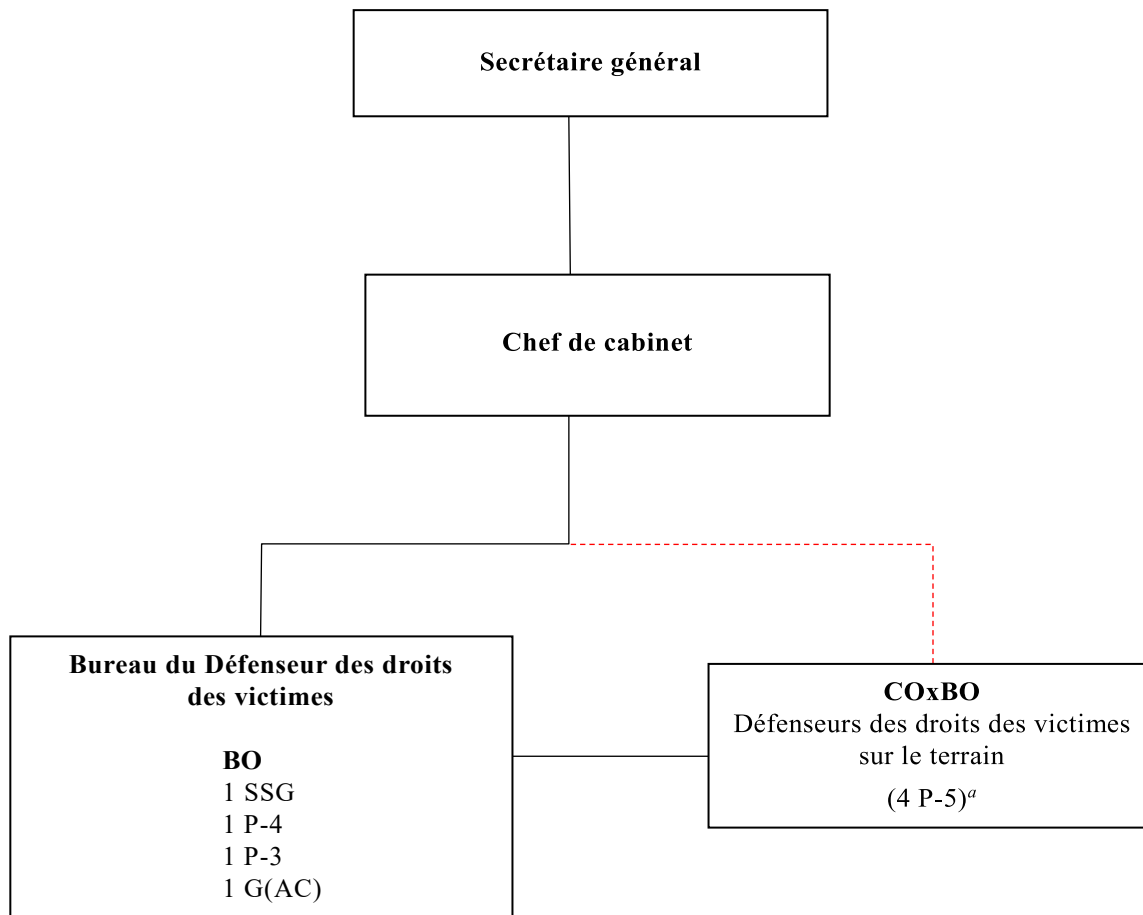 Secrétaire général
Chef de cabinet
Bureau du Défenseur des droits
des victimes
BO
1 SSG
1 P-4
1 P-3
1 G(AC)
COxBO
Défenseurs des droits des victimes
sur le terrain
(4 P-5)a